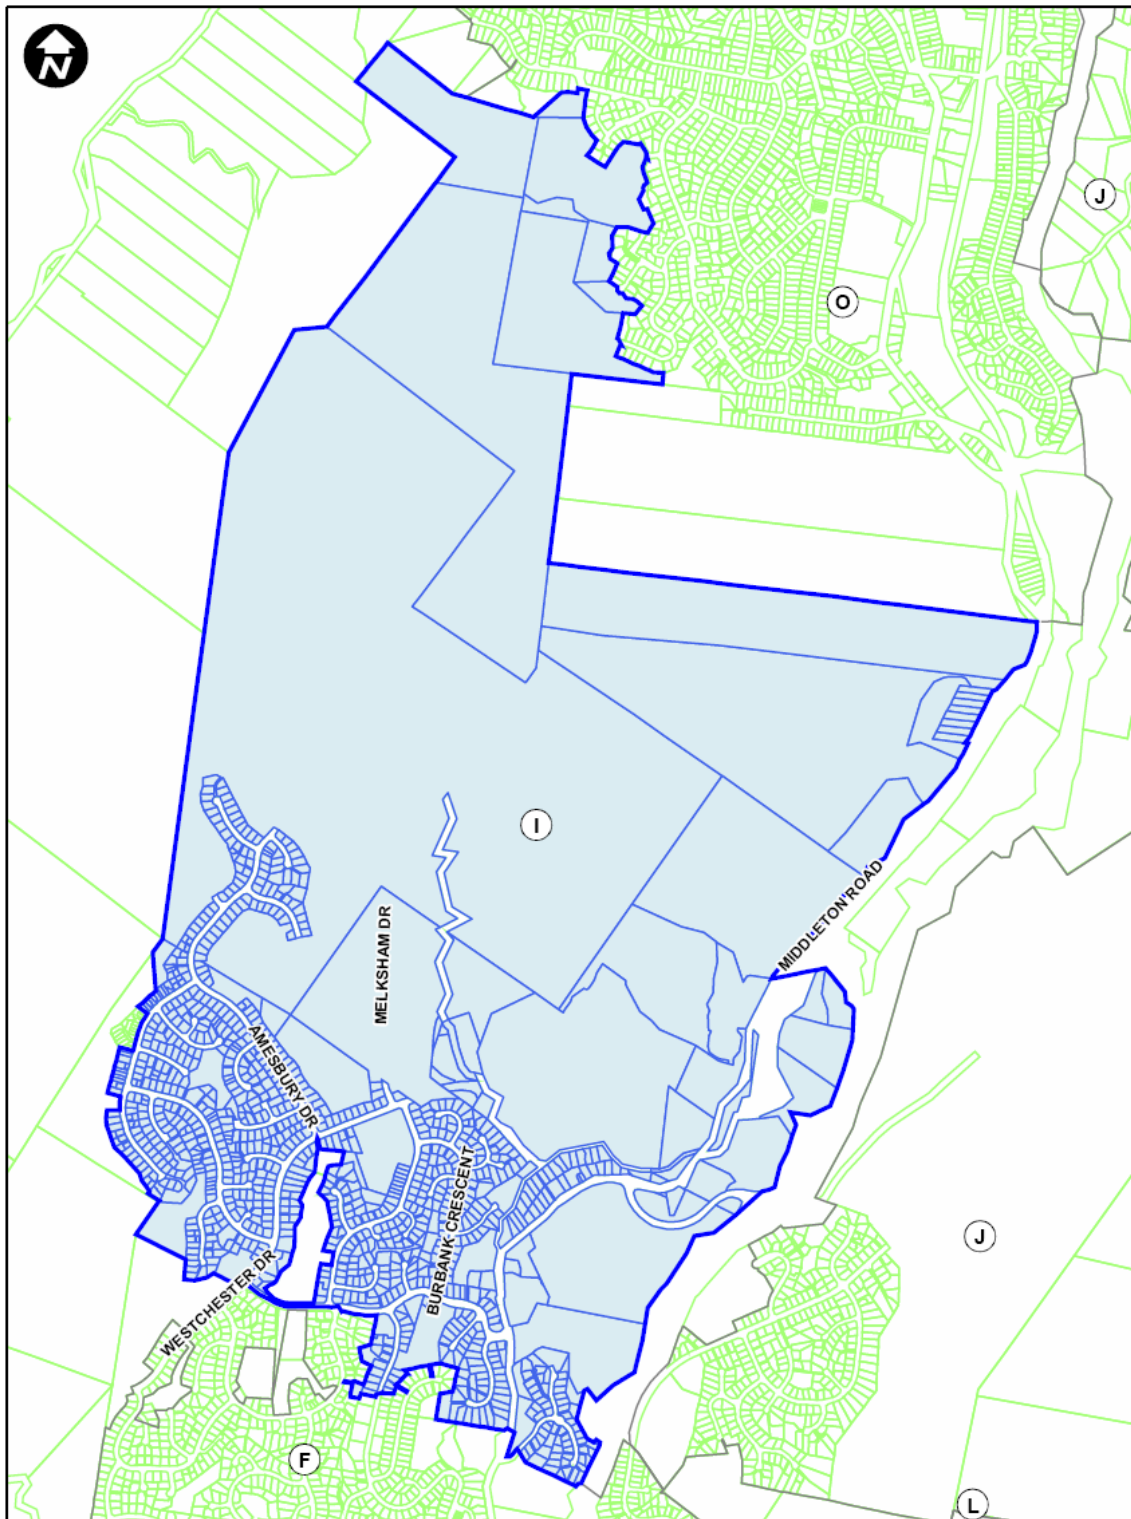 N
J
O
I
MIDDLETON ROAD
MELKSHAM DR
AMESBURY DR
BURBANK CRESCENT
J
WESTCHESTER DR
F
L